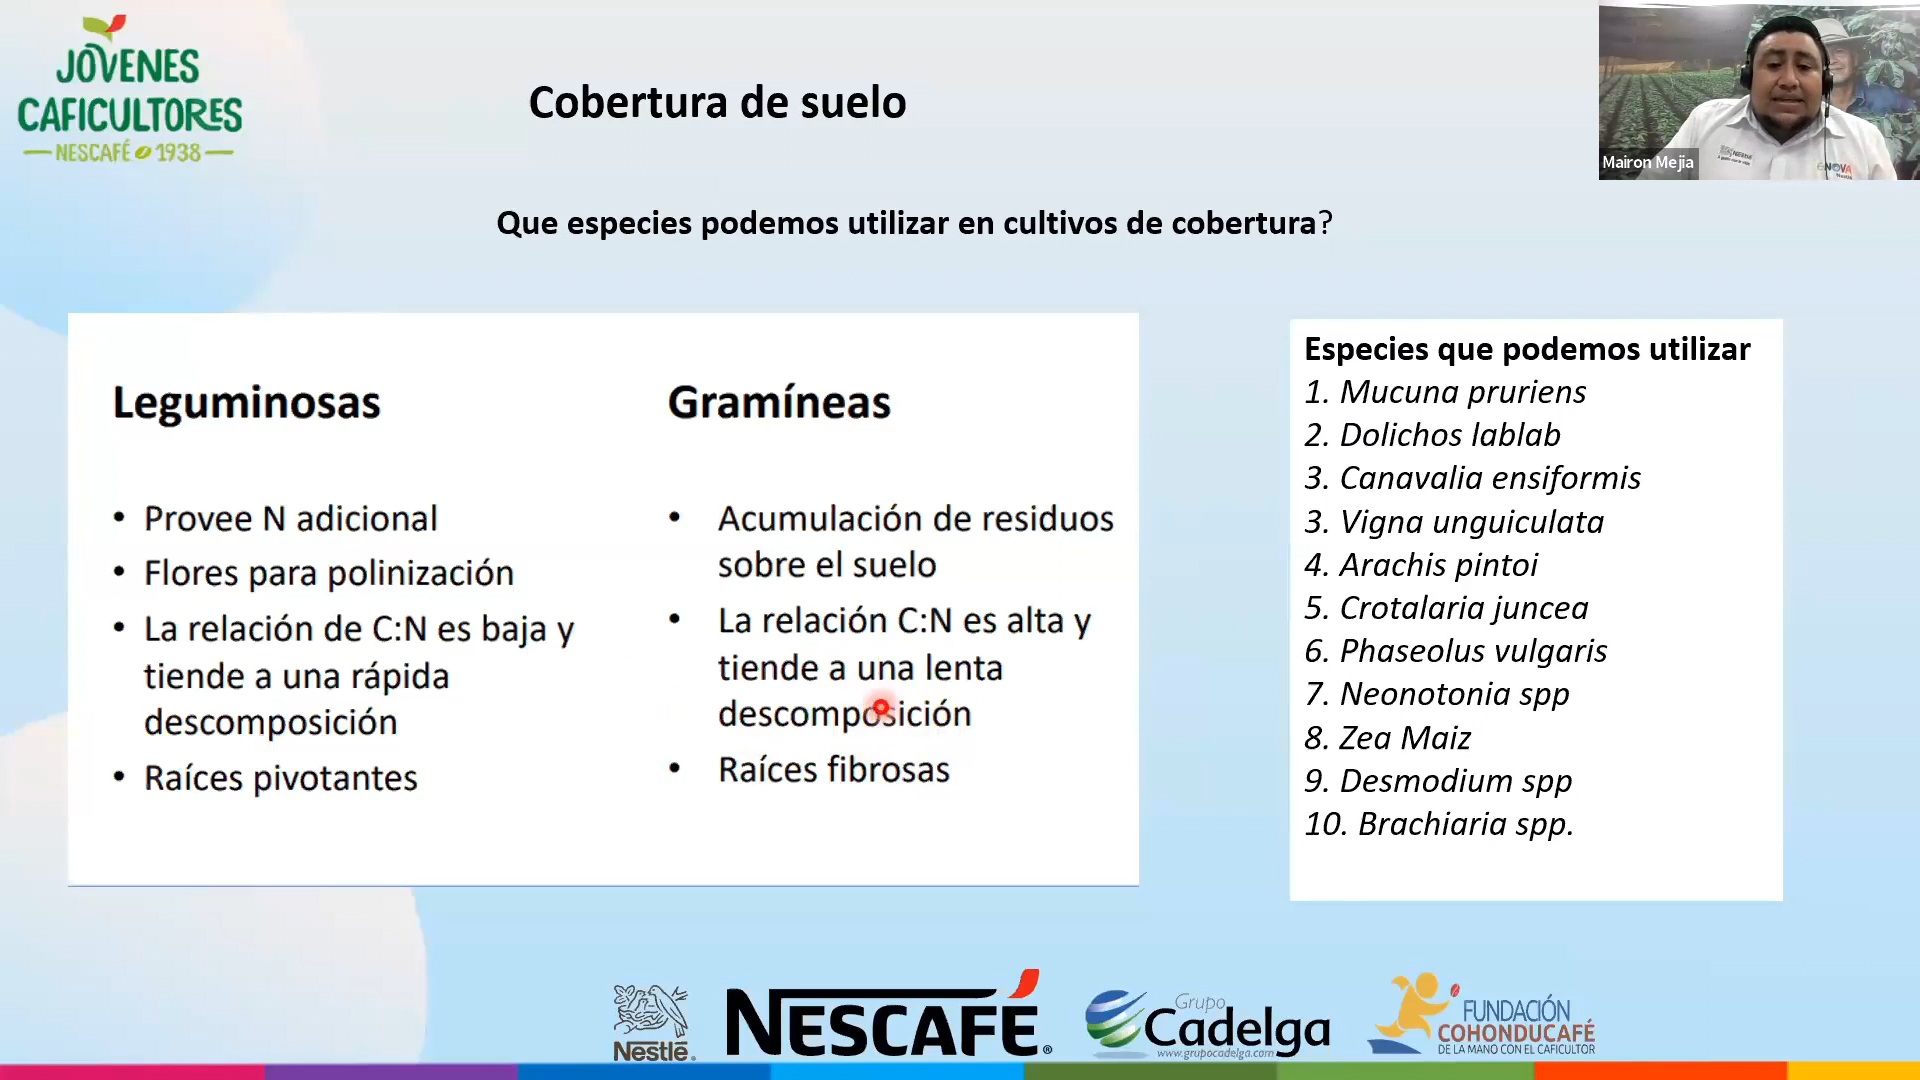 JÓVENES
CAFICULTORES
NESCAFÉ 1938
Cobertura de suelo
Que especies podemos utilizar en cultivos de cobertura?
Mairon Mejia
Nestlé
éNOVA
Nestlé
Leguminosas
• Provee N adicional
• Flores para polinización
• La relación de C:N es baja y
tiende a una rápida
descomposición
• Raíces pivotantes
Gramíneas
• Acumulación de residuos
sobre el suelo
• La relación C:N es alta y
tiende a una lenta
descomposición
• Raíces fibrosas
Especies que podemos utilizar
1. Mucuna pruriens
2. Dolichos lablab
3. Canavalia ensiformis
3. Vigna unguiculata
4. Arachis pintoi
5. Crotalaria juncea
6. Phaseolus vulgaris
7. Neonotonia spp
8. Zea Maiz
9. Desmodium spp
10. Brachiaria spp.
Nestlé®
NESCAFÉ®
Grupo
Cadelga
www.grupocadelga.com
FUNDACIÓN
COHONDUCAFÉ
DE LA MANO CON EL CAFICULTOR